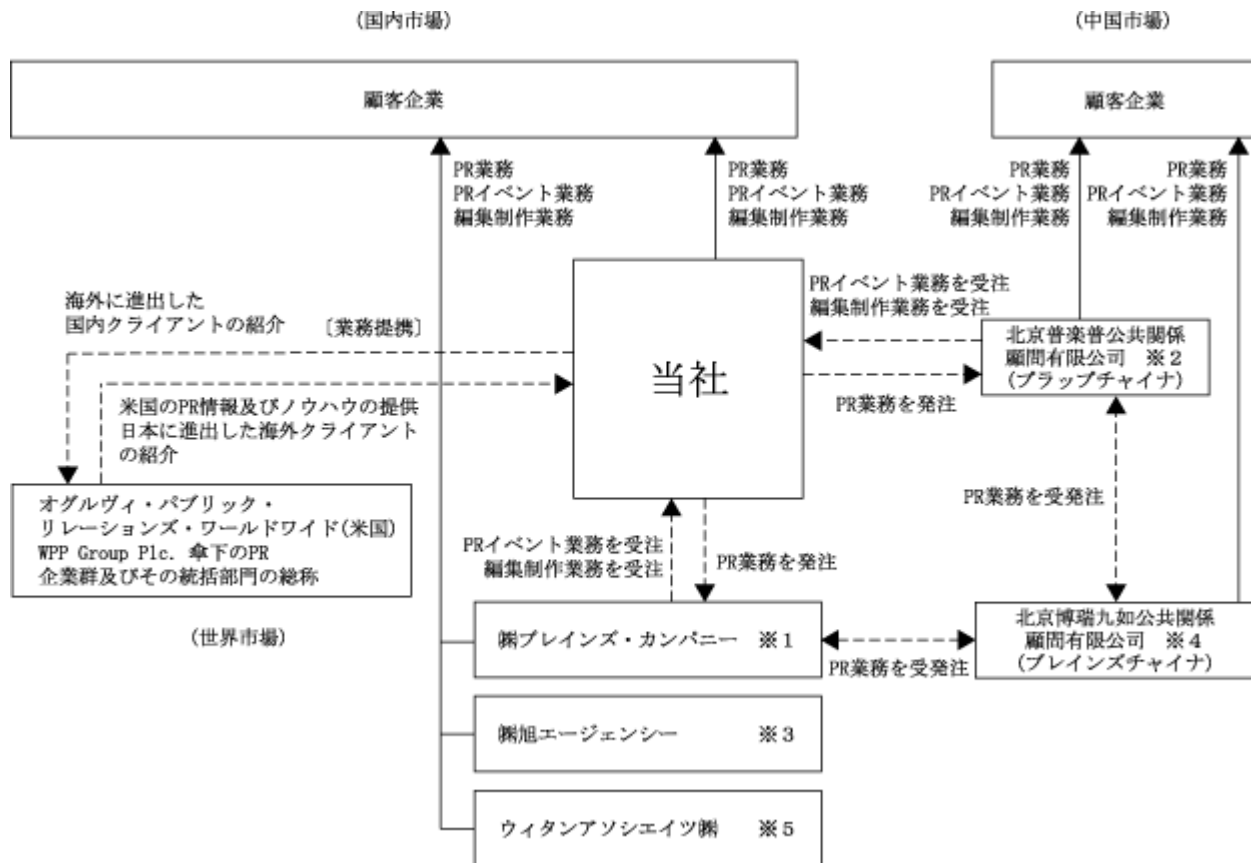 (国内市場)
(中国市場)
顧客企業
顧客企業
PR業務
PRイベント業務
編集制作業務
PR業務
PRイベント業務
編集制作業務
PR業務
PRイベント業務
編集制作業務
PR業務
PRイベント業務
編集制作業務
海外に進出した
国内クライアントの紹介
〔業務提携〕
当社
PRイベント業務を受注
編集制作業務を受注
北京普楽普公共関係
顧問有限公司 ※2
(プラップチャイナ)
PR業務を発注
米国のPR情報及びノウハウの提供
日本に進出した海外クライアント
の紹介
オグルヴィ・パブリック・
リレーションズ・ワールドワイド(米国)
WPP Group Plc. 傘下のPR
企業群及びその統括部門の総称
(世界市場)
PR業務を受発注
PRイベント業務を受注
編集制作業務を受注
PR業務を発注
㈱ブレインズ・カンパニー ※1
PR業務を受発注
北京博瑞九如公共関係
顧問有限公司 ※4
(ブレインズチャイナ)
㈱旭エージェンシー ※3
ウィタンアソシエイツ㈱ ※5